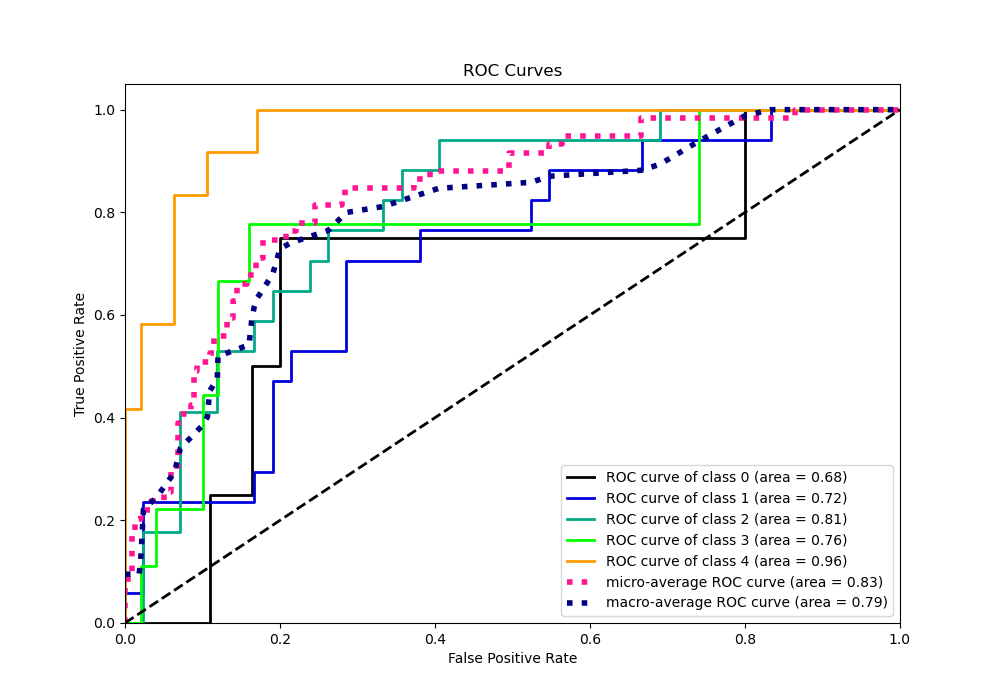 ROC Curves
True Positive Rate
1.0
0.8
0.6
0.4
0.2
0.0
ROC curve of class 0 (area = 0.68)
ROC curve of class 1 (area = 0.72)
ROC curve of class 2 (area = 0.81)
ROC curve of class 3 (area = 0.76)
ROC curve of class 4 (area = 0.96)
micro-average ROC curve (area = 0.83)
macro-average ROC curve (area = 0.79)
0.0 0.2 0.4 0.6 0.8 1.0
False Positive Rate